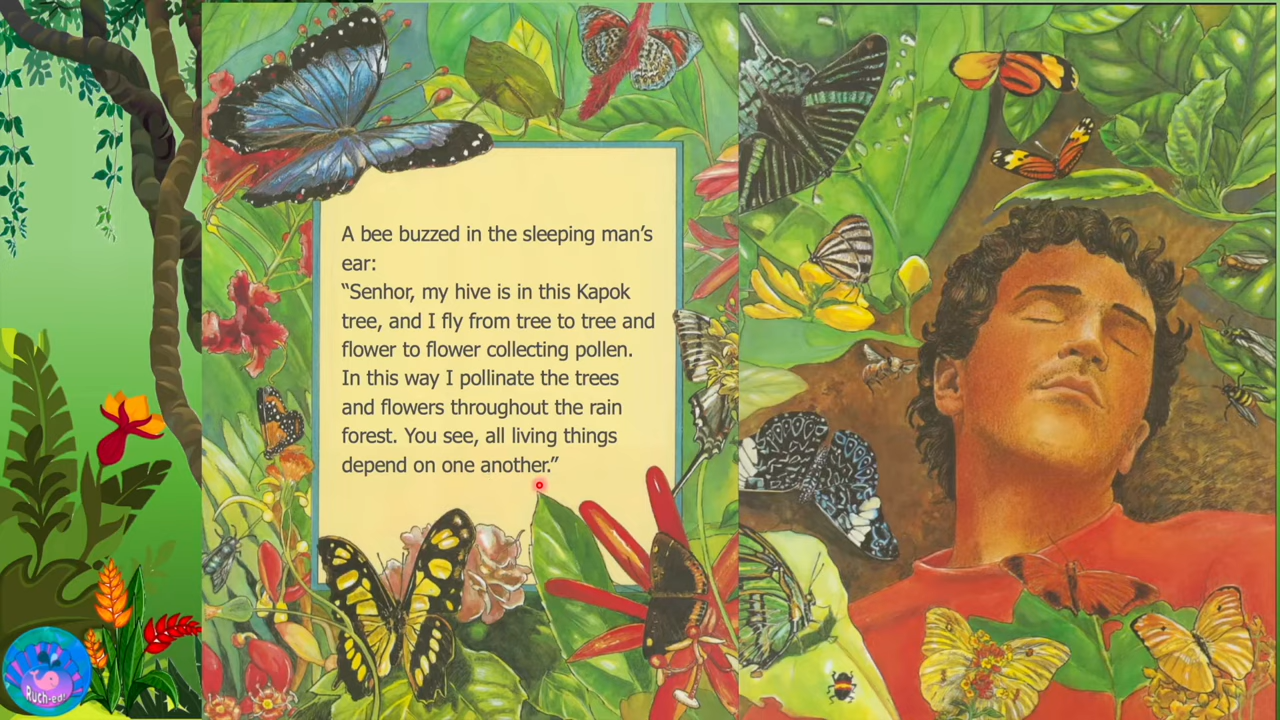 A bee buzzed in the sleeping man’s
ear:
“Senhor, my hive is in this Kapok
tree, and I fly from tree to tree and
flower to flower collecting pollen.
In this way I pollinate the trees
and flowers throughout the rain
forest. You see, all living things
depend on one another.”
Ruch-ed